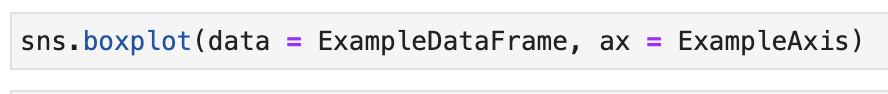 sns.boxplot(data = ExampleDataFrame, ax = ExampleAxis)